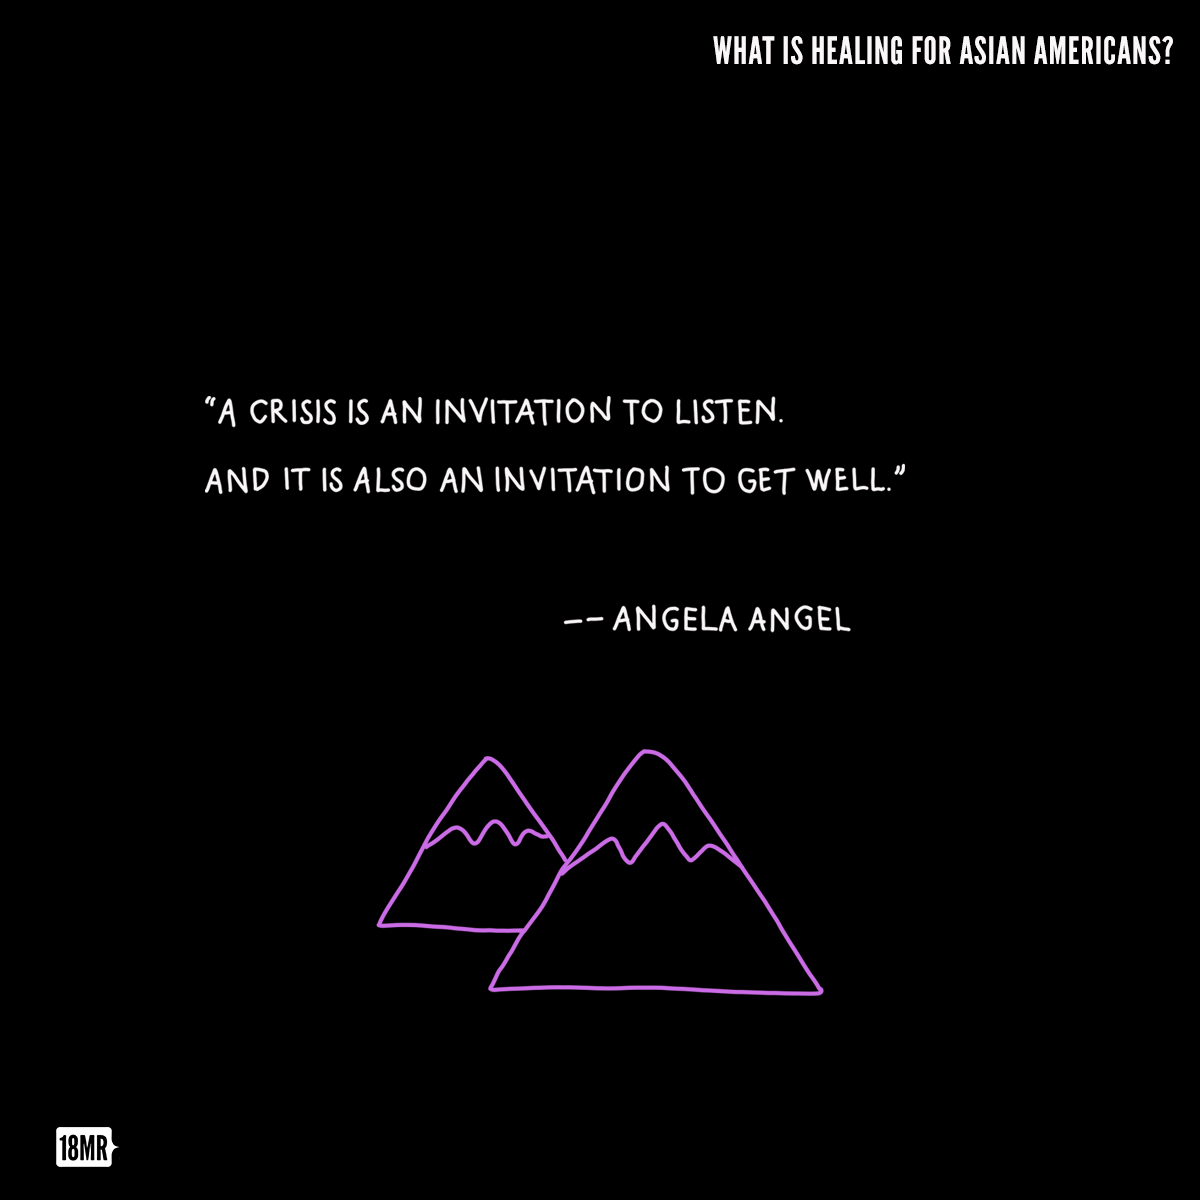 WHAT IS HEALING FOR ASIAN AMERICANS?
“A CRISIS IS AN INVITATION TO LISTEN.
AND IT IS ALSO AN INVITATION TO GET WELL.”
-- ANGELA ANGEL
18MR